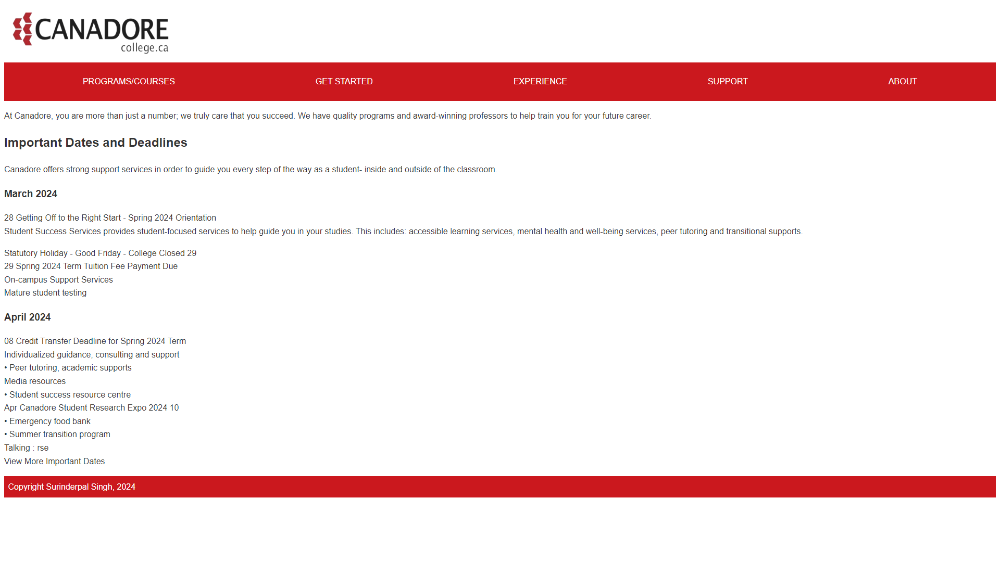 CANADORE
college.ca
PROGRAMS/COURSES GET STARTED EXPERIENCE SUPPORT ABOUT
At Canadore, you are more than just a number; we truly care that you succeed. We have quality programs and award-winning professors to help train you for your future career.
Important Dates and Deadlines
Canadore offers strong support services in order to guide you every step of the way as a student- inside and outside of the classroom.
March 2024
28 Getting Off to the Right Start - Spring 2024 Orientation
Student Success Services provides student-focused services to help guide you in your studies. This includes: accessible learning services, mental health and well-being services, peer tutoring and transitional supports.
Statutory Holiday - Good Friday - College Closed 29
29 Spring 2024 Term Tuition Fee Payment Due
On-campus Support Services
Mature student testing
April 2024
08 Credit Transfer Deadline for Spring 2024 Term
Individualized guidance, consulting and support
• Peer tutoring, academic supports
Media resources
• Student success resource centre
Apr Canadore Student Research Expo 2024 10
• Emergency food bank
• Summer transition program
Talking : rse
View More Important Dates
Copyright Surinderpal Singh, 2024